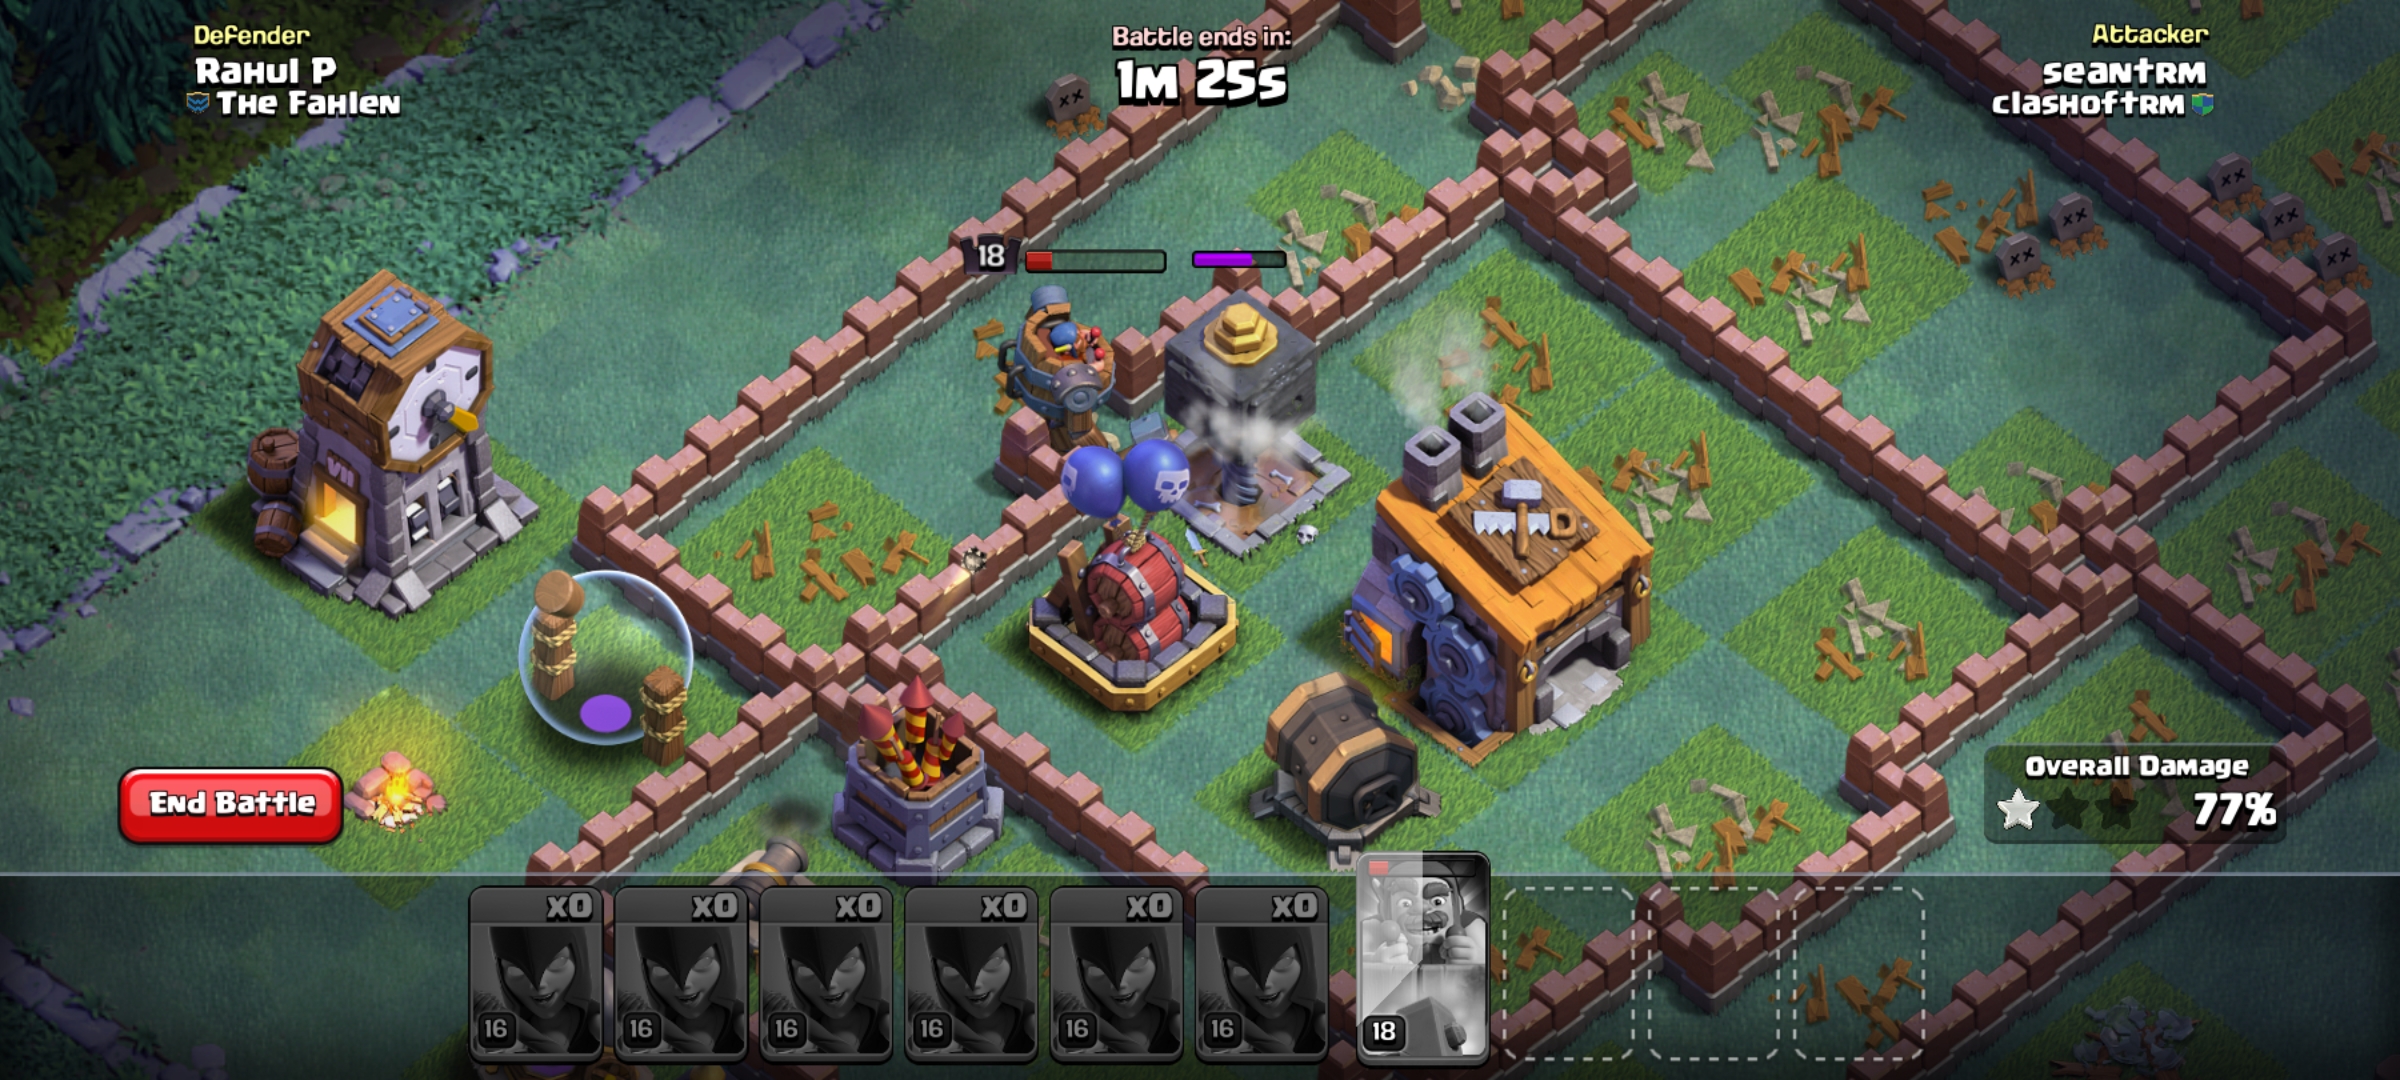 Defender
Rahul P
The Fahlen
Battle ends in:
1M 25s
Attacker
seantRM
clashoftRM
18
VII
End Battle
Overall Damage
77%
x0
x0
x0
x0
x0
x0
16
16
16
16
16
16
18